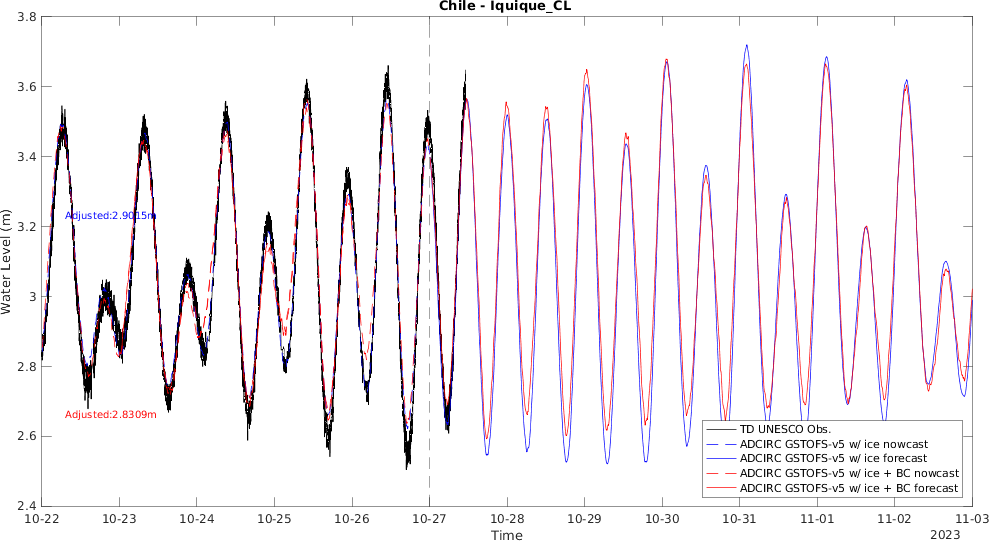 Chile - Iquique_CL
3.8
3.6
3.4
3.2
3
2.8
2.6
2.4
Water Level (m)
Adjusted:2.9015m
Adjusted:2.8309m
TD UNESCO Obs.
ADCIRC GSTOFS-v5 w/ ice nowcast
ADCIRC GSTOFS-v5 w/ ice forecast
ADCIRC GSTOFS-v5 w/ ice + BC nowcast
ADCIRC GSTOFS-v5 w/ ice + BC forecast
10-22 10-23 10-24 10-25 10-26 10-27 10-28 10-29 10-30 10-31 11-01 11-02 11-03
Time
2023